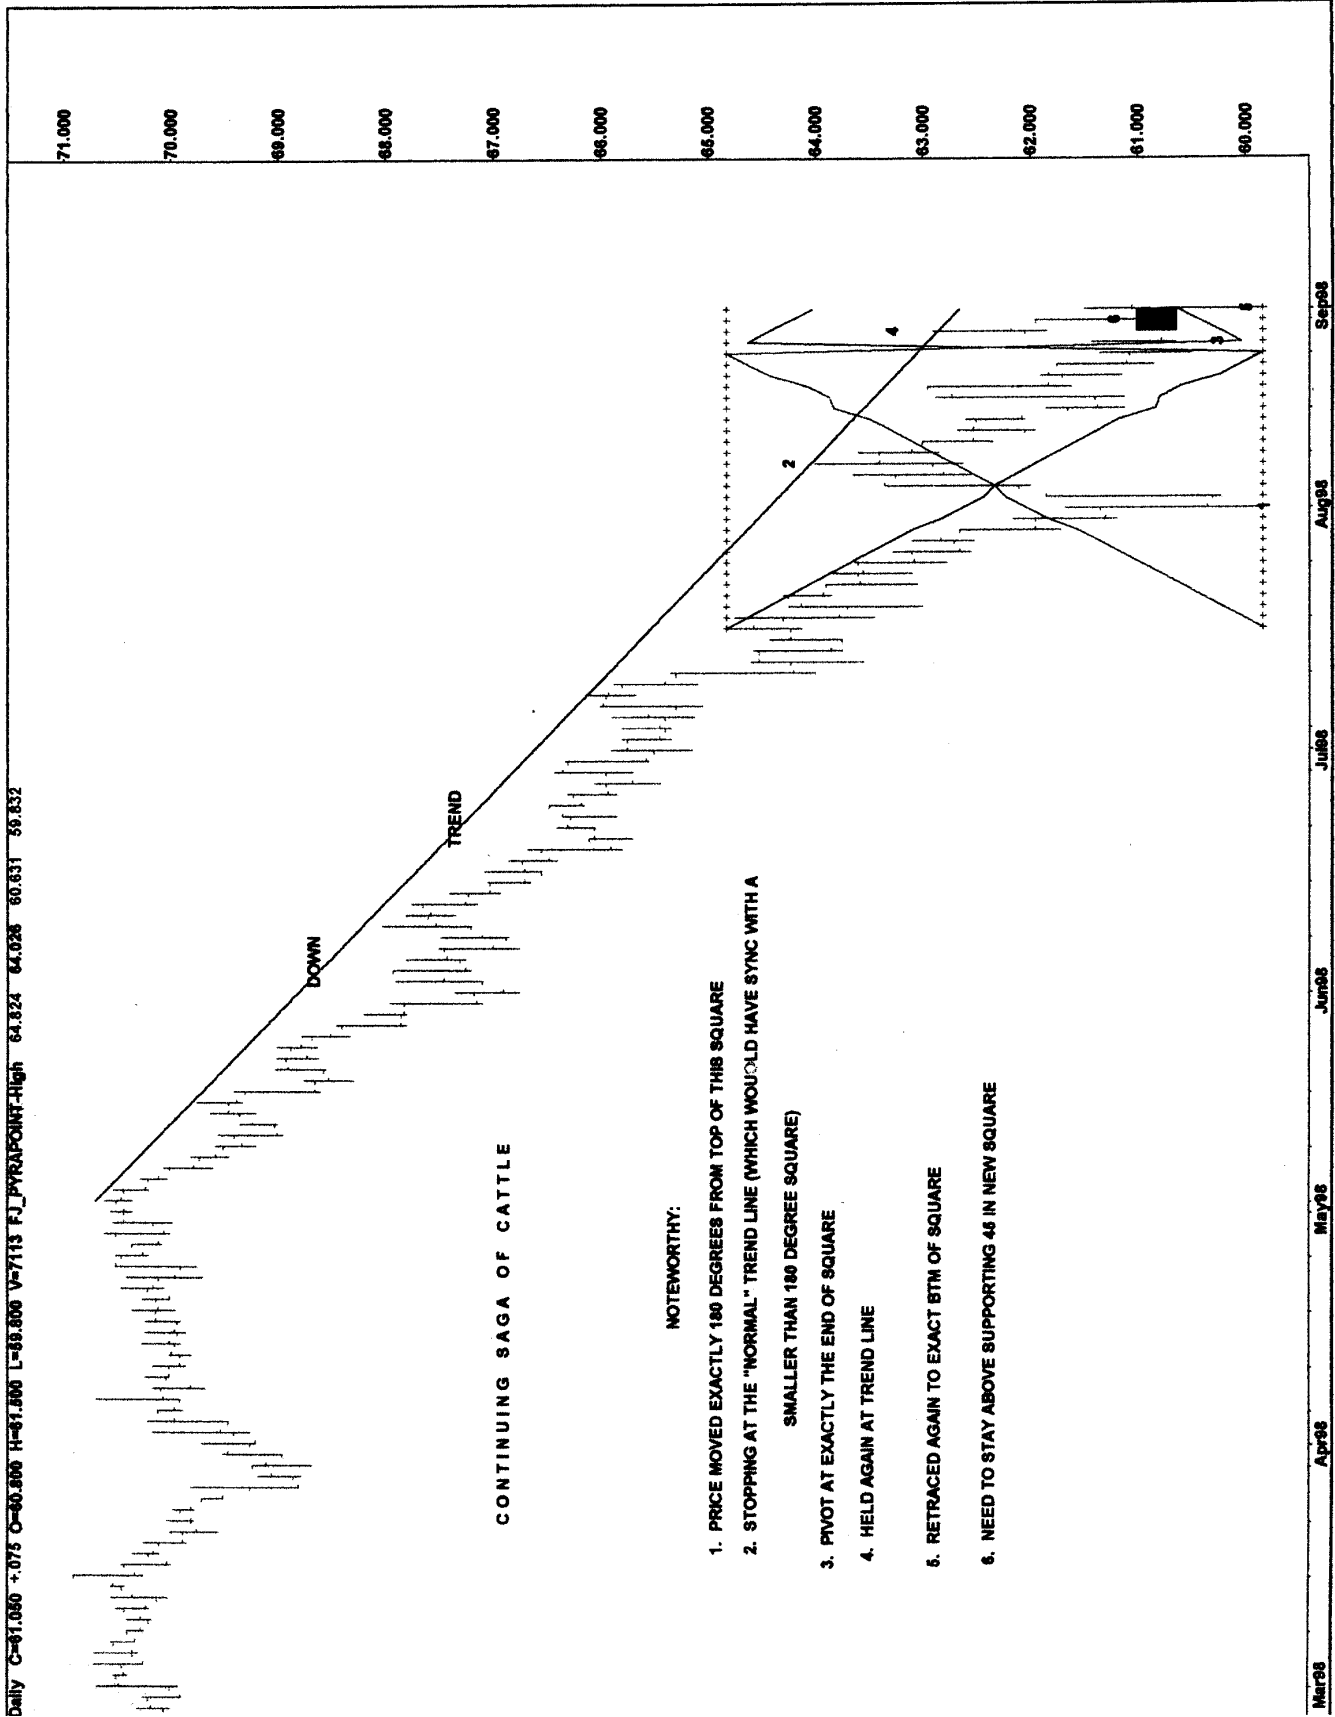 Daily C=61.050 +.075 O=60.800 H=61.500 L=59.800 V=7113 FJ_PYRAPOINT-High 64.824 64.026 60.631 59.832
71.000
70.000
69.000
68.000
67.000
66.000
65.000
64.000
63.000
62.000
61.000
60.000
DOWN
TREND
2
4
3
6
5
CONTINUING SAGA OF CATTLE
NOTEWORTHY:
1. PRICE MOVED EXACTLY 180 DEGREES FROM TOP OF THIS SQUARE
2. STOPPING AT THE "NORMAL" TREND LINE (WHICH WOUOLD HAVE SYNC WITH A
SMALLER THAN 180 DEGREE SQUARE)
3. PIVOT AT EXACTLY THE END OF SQUARE
4. HELD AGAIN AT TREND LINE
5. RETRACED AGAIN TO EXACT BTM OF SQUARE
6. NEED TO STAY ABOVE SUPPORTING 45 IN NEW SQUARE
Mar98 Apr98 May98 Jun98 Jul98 Aug98 Sep98